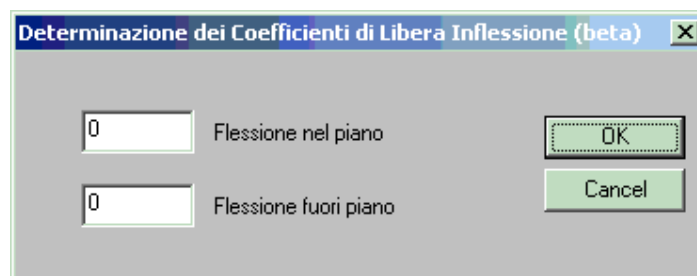 Determinazione dei Coefficienti di Libera Inflessione (beta)
0 Flessione nel piano
OK
0 Flessione fuori piano
Cancel